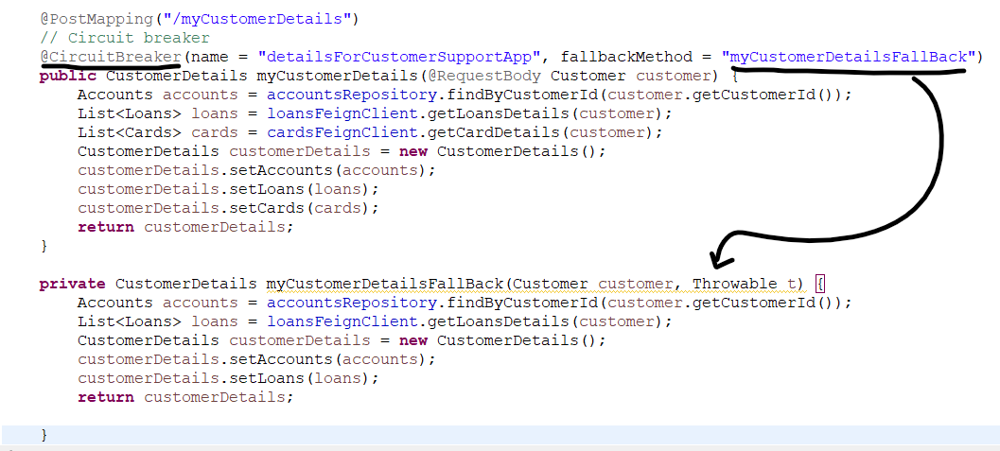 @PostMapping("/myCustomerDetails")
// Circuit breaker
@CircuitBreaker(name = "detailsForCustomerSupportApp", fallbackMethod = "myCustomerDetailsFallBack")
public CustomerDetails myCustomerDetails(@RequestBody Customer customer) {
    Accounts accounts = accountsRepository.findByCustomerId(customer.getCustomerId());
    List<Loans> loans = loansFeignClient.getLoansDetails(customer);
    List<Cards> cards = cardsFeignClient.getCardDetails(customer);
    CustomerDetails customerDetails = new CustomerDetails();
    customerDetails.setAccounts(accounts);
    customerDetails.setLoans(loans);
    customerDetails.setCards(cards);
    return customerDetails;
}
private CustomerDetails myCustomerDetailsFallBack(Customer customer, Throwable t) {
    Accounts accounts = accountsRepository.findByCustomerId(customer.getCustomerId());
    List<Loans> loans = loansFeignClient.getLoansDetails(customer);
    CustomerDetails customerDetails = new CustomerDetails();
    customerDetails.setAccounts(accounts);
    customerDetails.setLoans(loans);
    return customerDetails;
}